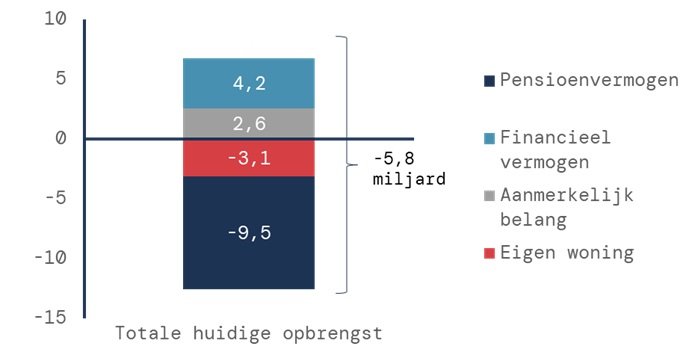 10
5
0
-5
-10
-15
4,2
2,6
-3,1
-9,5
-5,8
miljard
Totale huidige opbrengst
Pensioenvermogen
Financieel
vermogen
Aanmerkelijk
belang
Eigen woning